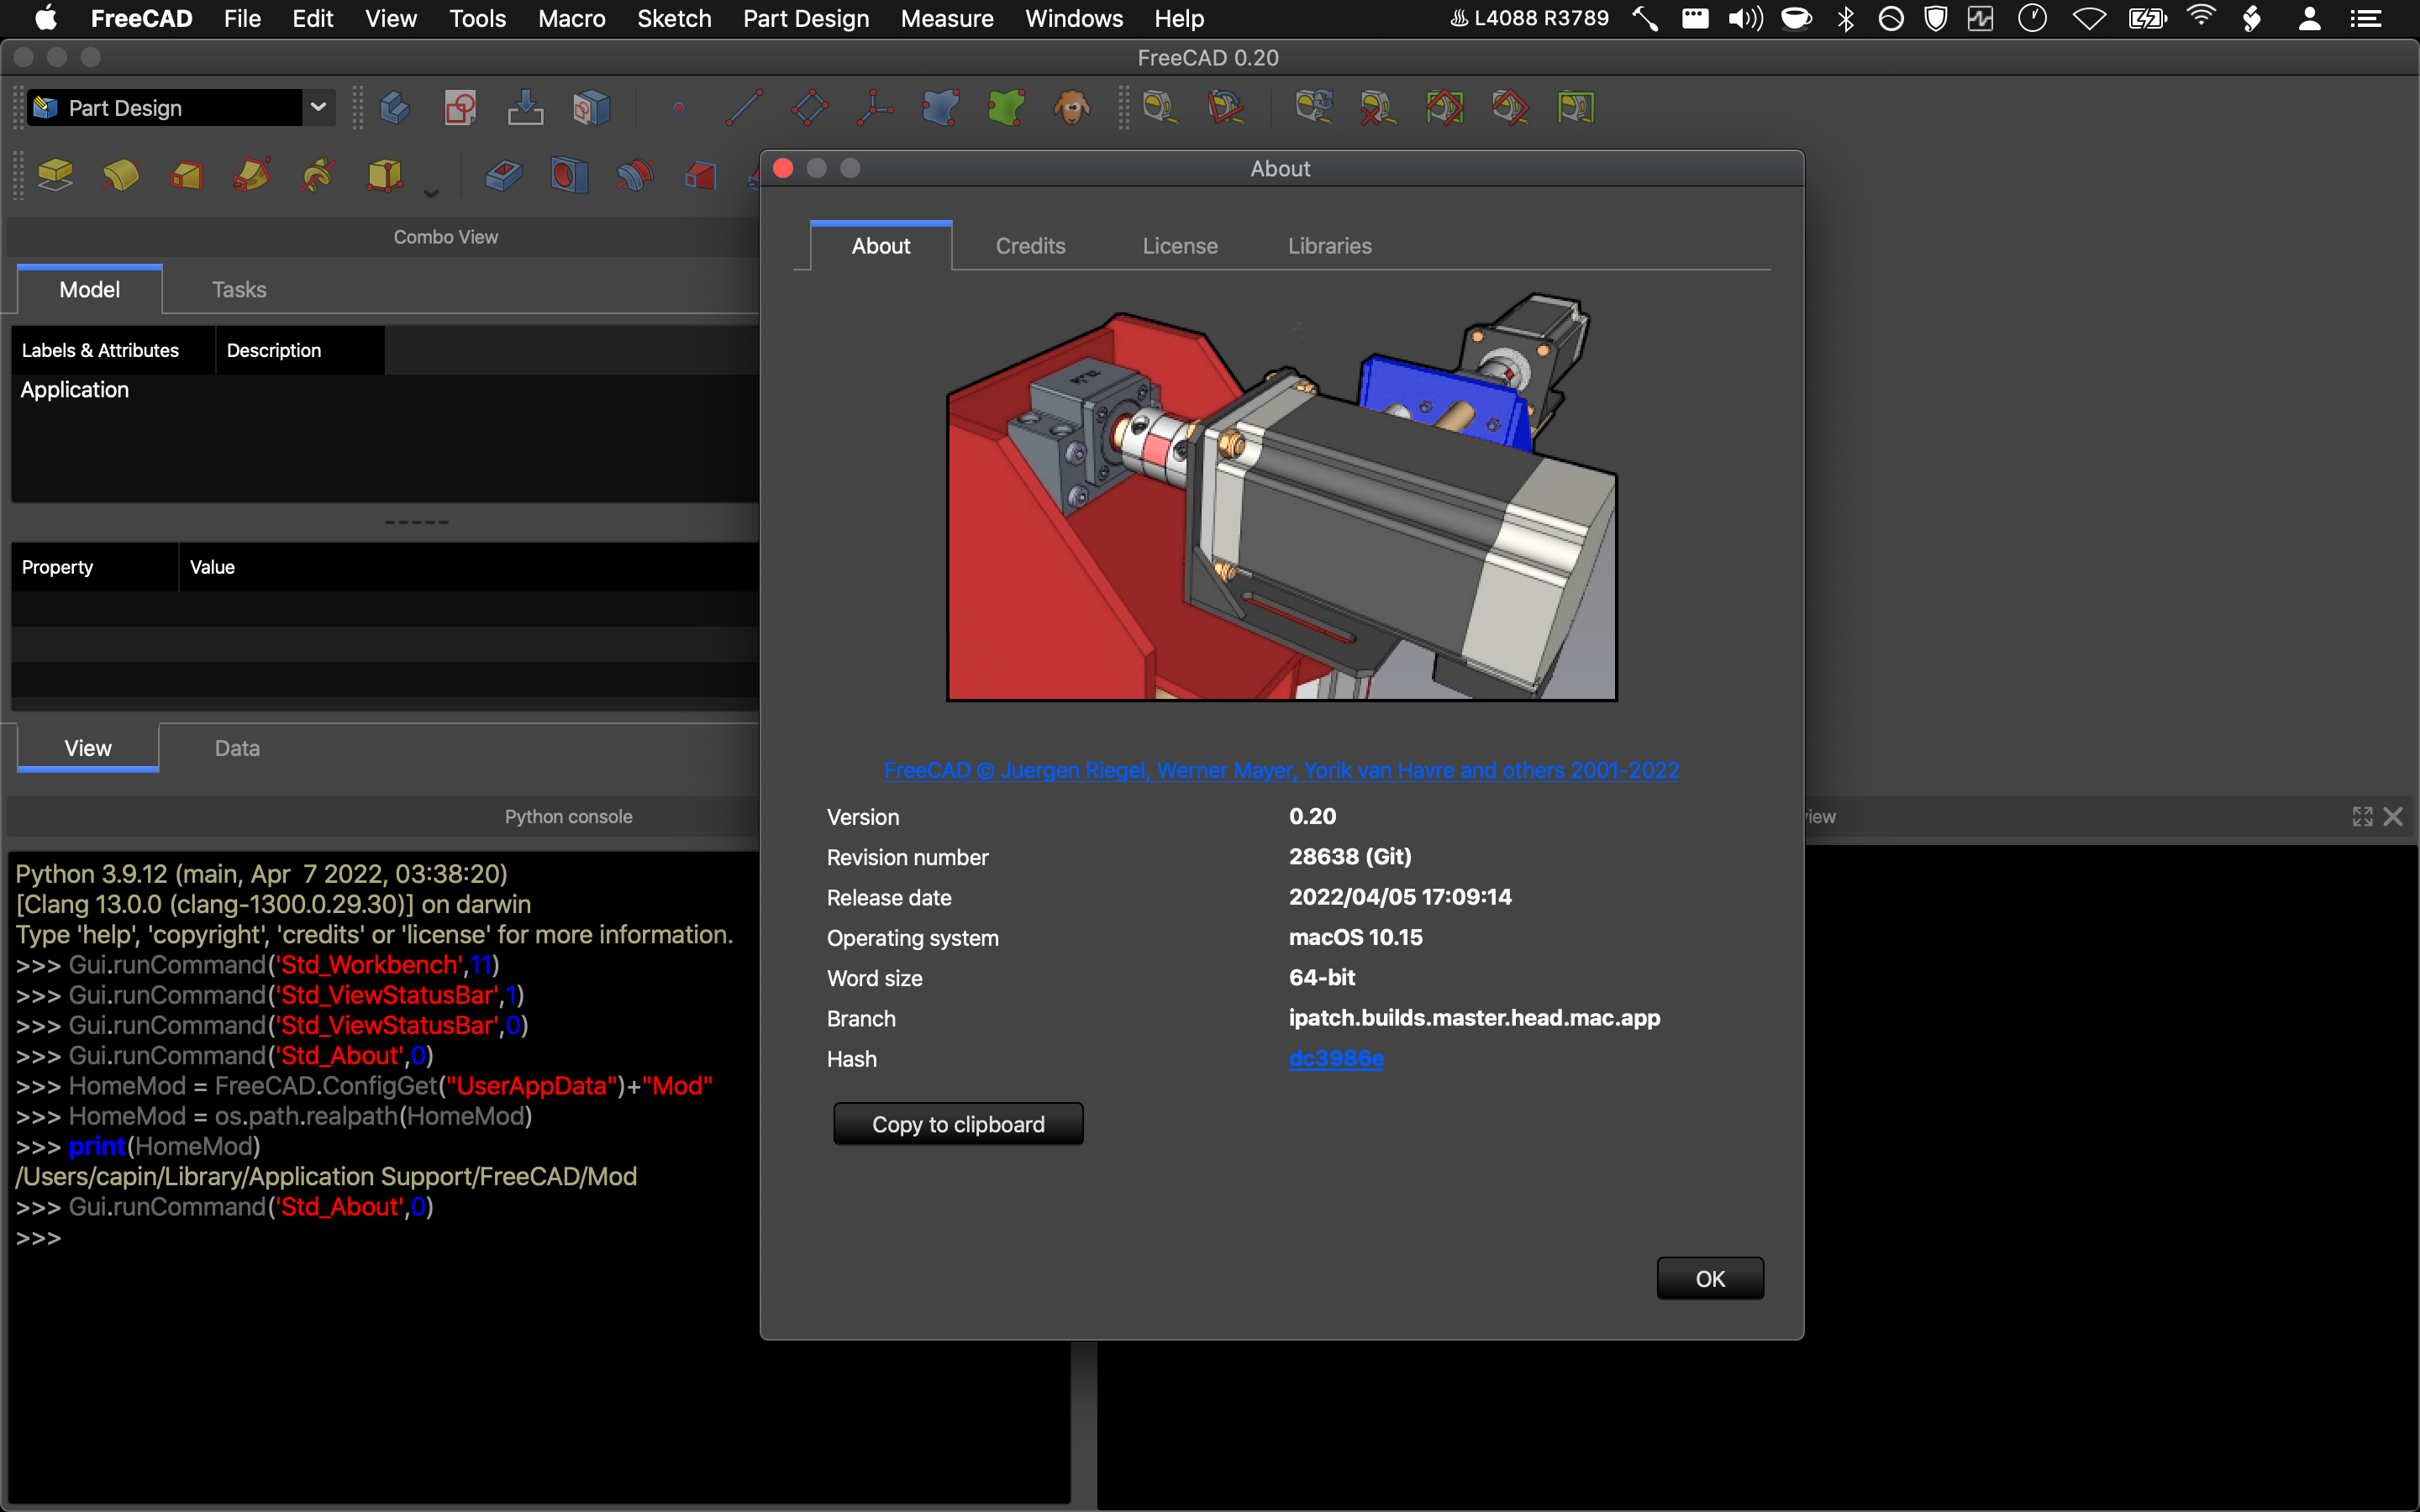 FreeCAD File Edit View Tools Macro Sketch Part Design Measure Windows Help L4088 R3789
FreeCAD 0.20
Part Design
Combo View
Model Tasks
Labels & Attributes Description
Application
Property Value
View Data
Python console
Python 3.9.12 (main, Apr  7 2022, 03:38:20)
[Clang 13.0.0 (clang-1300.0.29.30)] on darwin
Type 'help', 'copyright', 'credits' or 'license' for more information.
>>> Gui.runCommand('Std_Workbench',11)
>>> Gui.runCommand('Std_ViewStatusBar',1)
>>> Gui.runCommand('Std_ViewStatusBar',0)
>>> Gui.runCommand('Std_About',0)
>>> HomeMod = FreeCAD.ConfigGet("UserAppData")+"Mod"
>>> HomeMod = os.path.realpath(HomeMod)
>>> print(HomeMod)
/Users/capin/Library/Application Support/FreeCAD/Mod
>>> Gui.runCommand('Std_About',0)
>>>
About
About Credits License Libraries
FreeCAD © Juergen Riegel, Werner Mayer, Yorik van Havre and others 2001-2022
Version 0.20
Revision number 28638 (Git)
Release date 2022/04/05 17:09:14
Operating system macOS 10.15
Word size 64-bit
Branch ipatch.builds.master.head.mac.app
Hash dc3986e
Copy to clipboard
OK